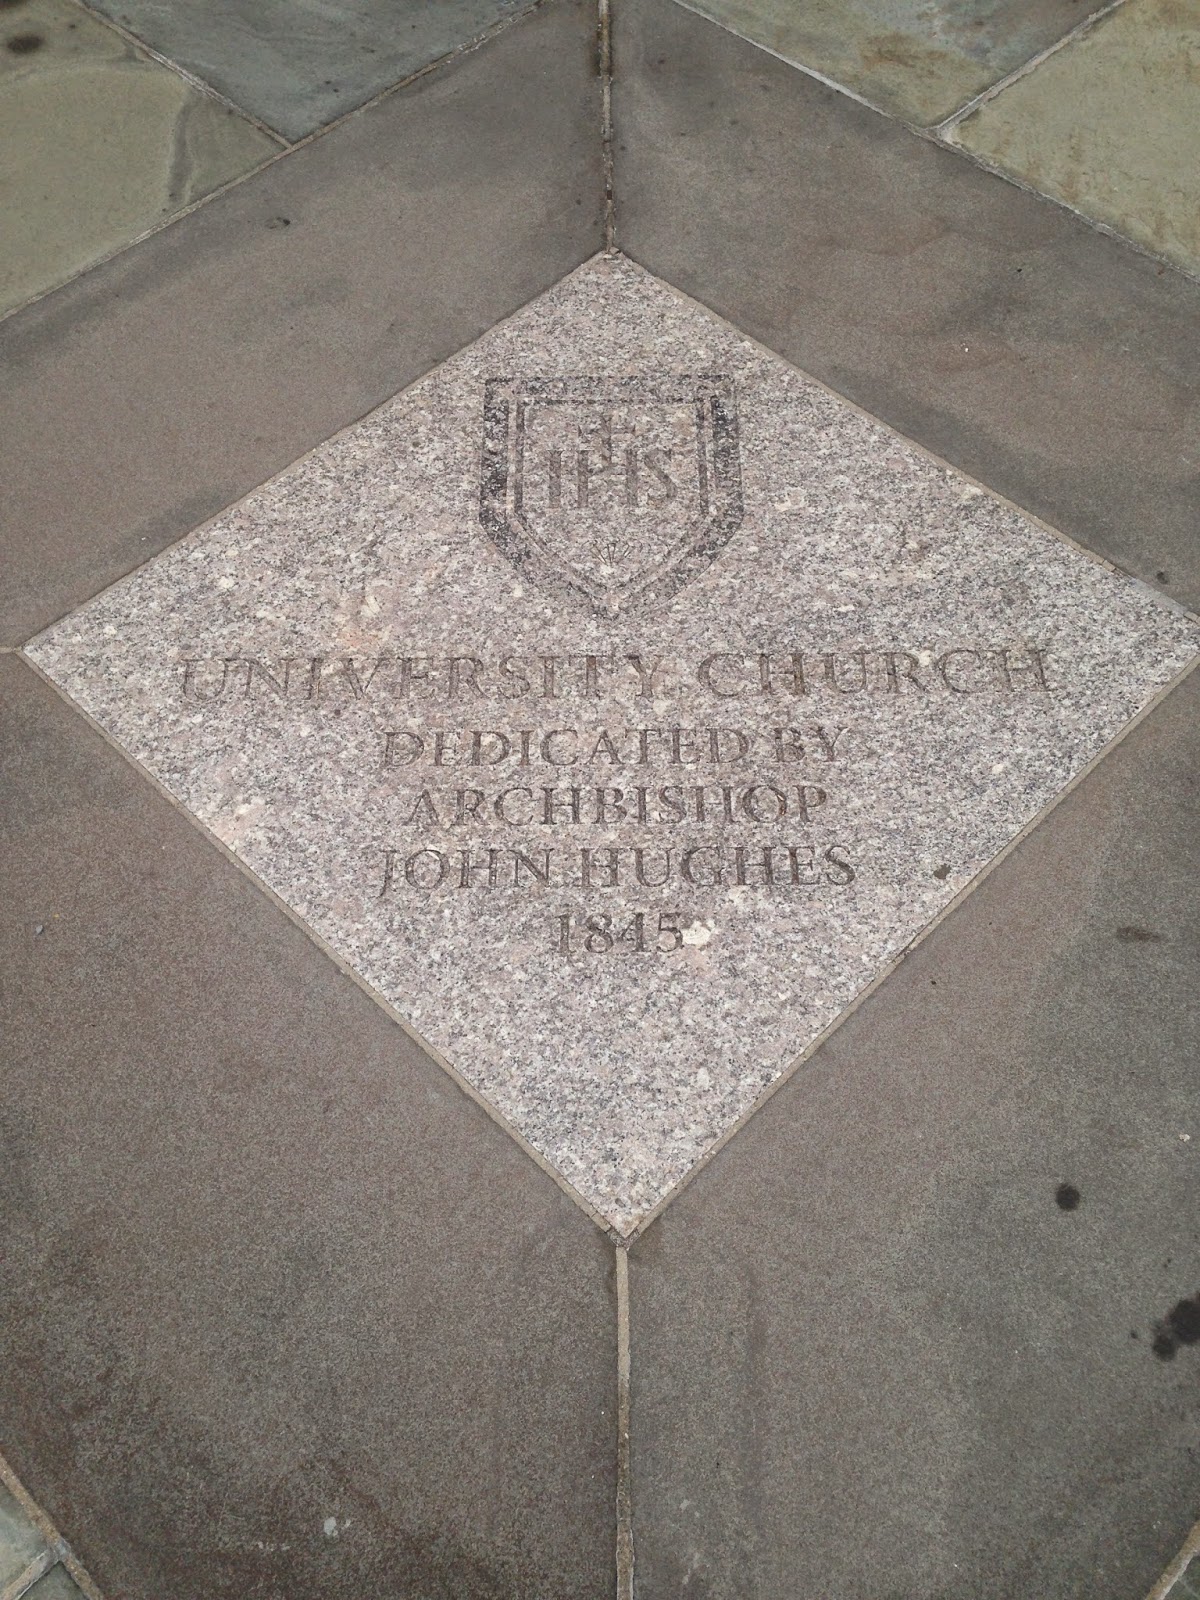 IHS
UNIVERSITY CHURCH
DEDICATED BY
ARCHBISHOP
JOHN HUGHES
1845